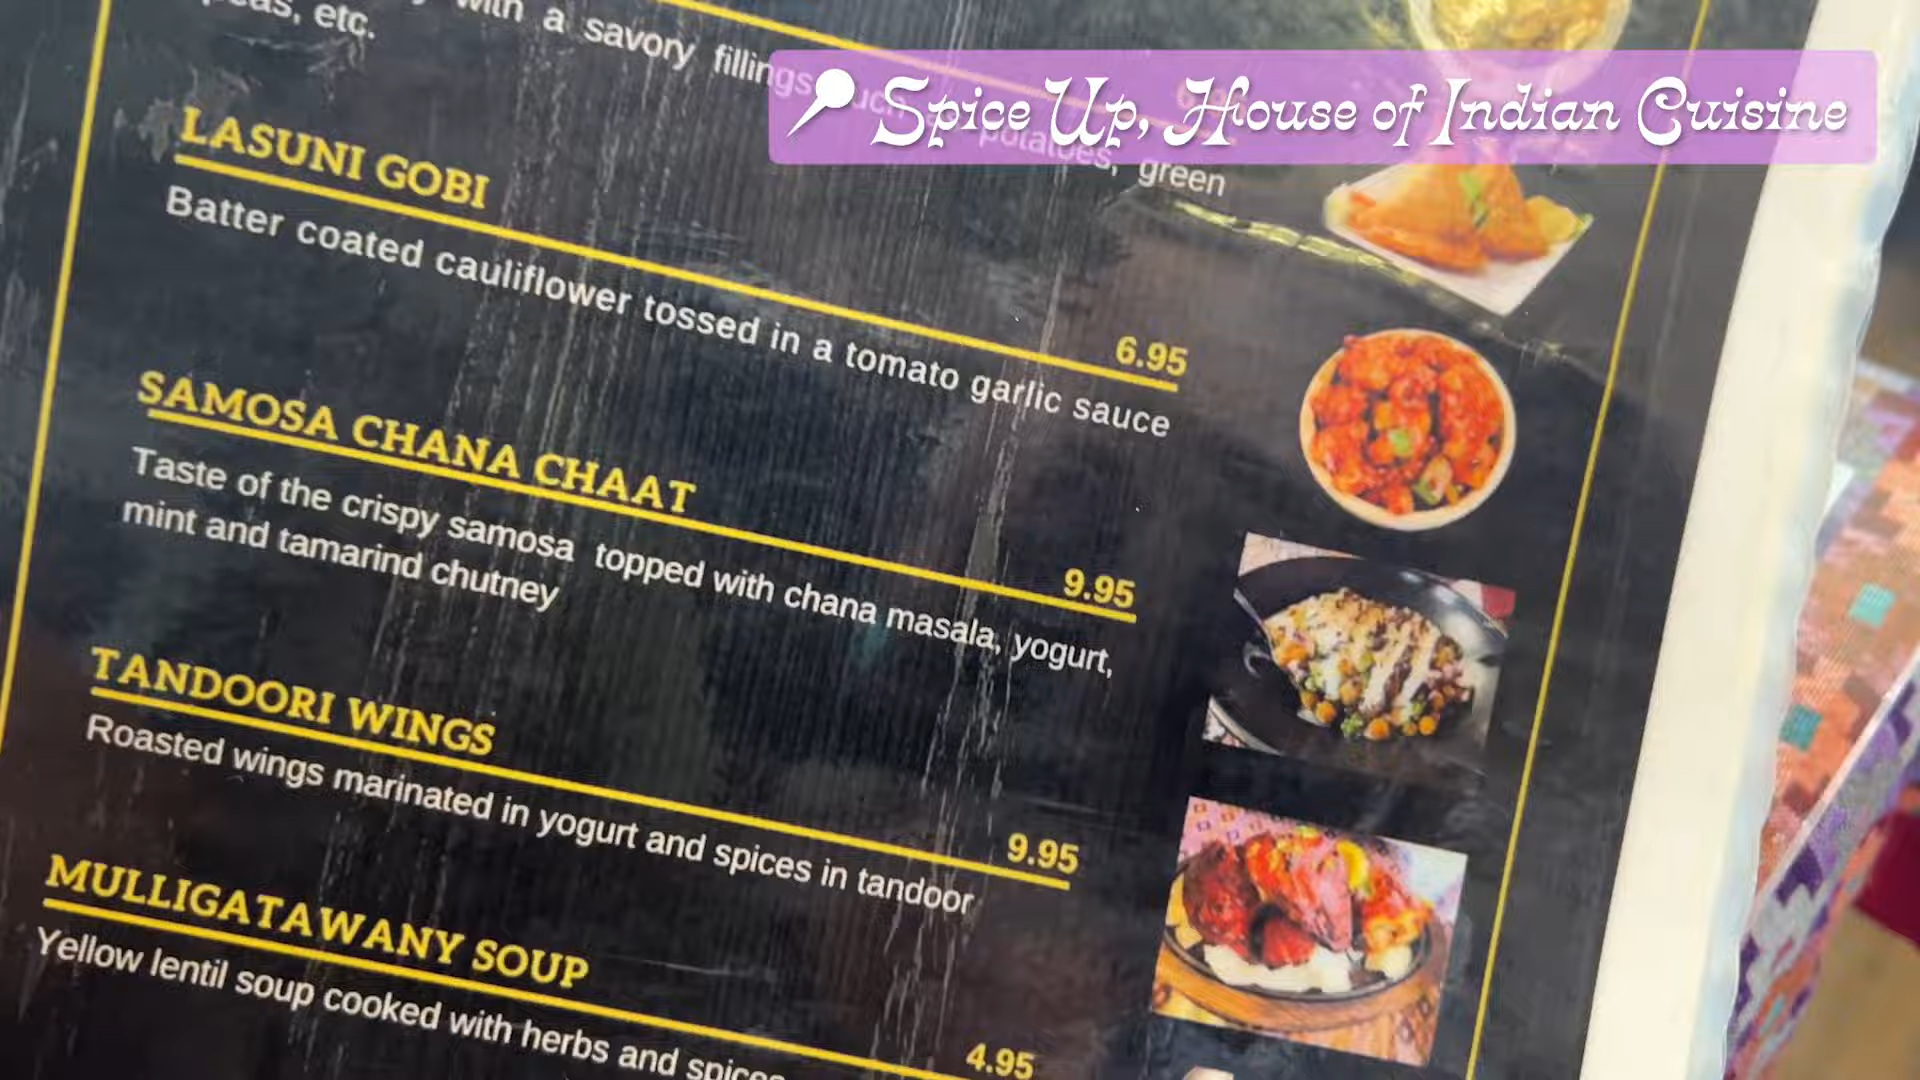 with a savory fillings
potatoes, green
etc.
Spice Up, House of Indian Cuisine
LASUNI GOBI
6.95
Batter coated cauliflower tossed in a tomato garlic sauce
SAMOSA CHANA CHAAT
9.95
Taste of the crispy samosa topped with chana masala, yogurt,
mint and tamarind chutney
TANDOORI WINGS
9.95
Roasted wings marinated in yogurt and spices in tandoor
MULLIGATAWANY SOUP
4.95
Yellow lentil soup cooked with herbs and spices